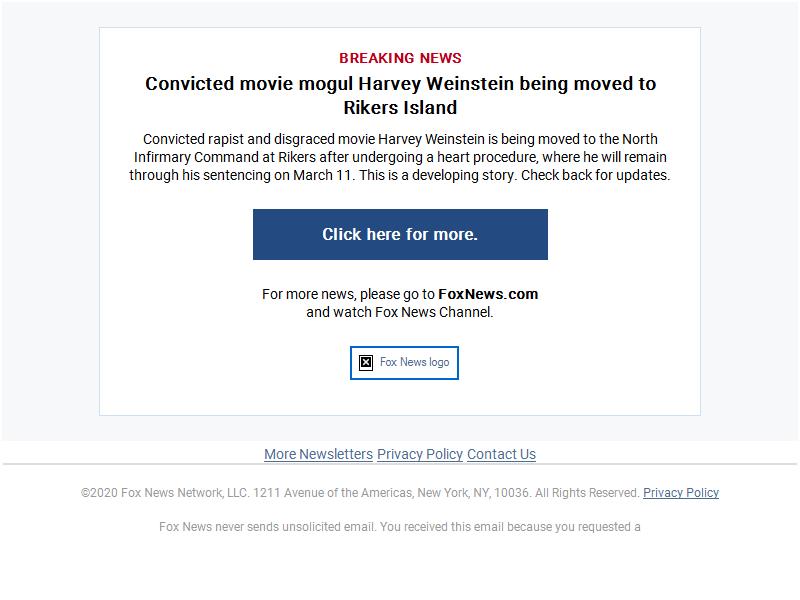 BREAKING NEWS
Convicted movie mogul Harvey Weinstein being moved to
Rikers Island
Convicted rapist and disgraced movie Harvey Weinstein is being moved to the North
Infirmary Command at Rikers after undergoing a heart procedure, where he will remain
through his sentencing on March 11. This is a developing story. Check back for updates.
Click here for more.
For more news, please go to FoxNews.com
and watch Fox News Channel.
Fox News logo
More Newsletters Privacy Policy Contact Us
©2020 Fox News Network, LLC. 1211 Avenue of the Americas, New York, NY, 10036. All Rights Reserved. Privacy Policy
Fox News never sends unsolicited email. You received this email because you requested a